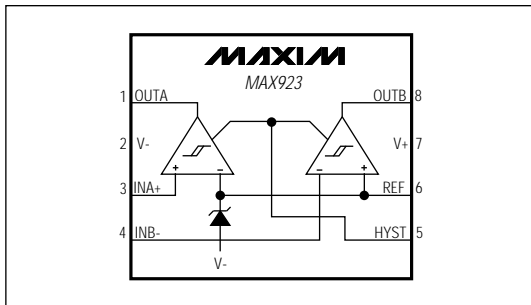 MAXIM
MAX923
1 OUTA
OUTB 8
2 V-
V+ 7
+ -
- +
3 INA+
REF 6
4 INB-
HYST 5
V-